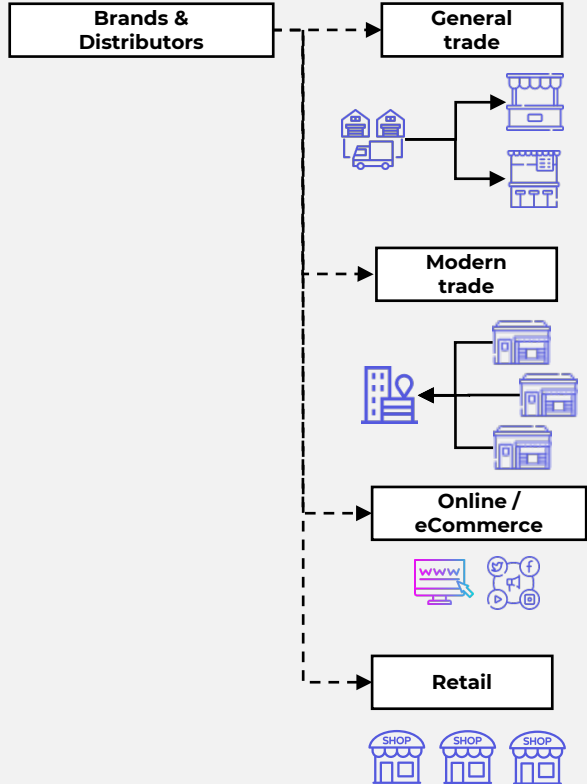 Brands &
Distributors
General
trade
Modern
trade
Online /
eCommerce
www
Retail
SHOP
SHOP
SHOP